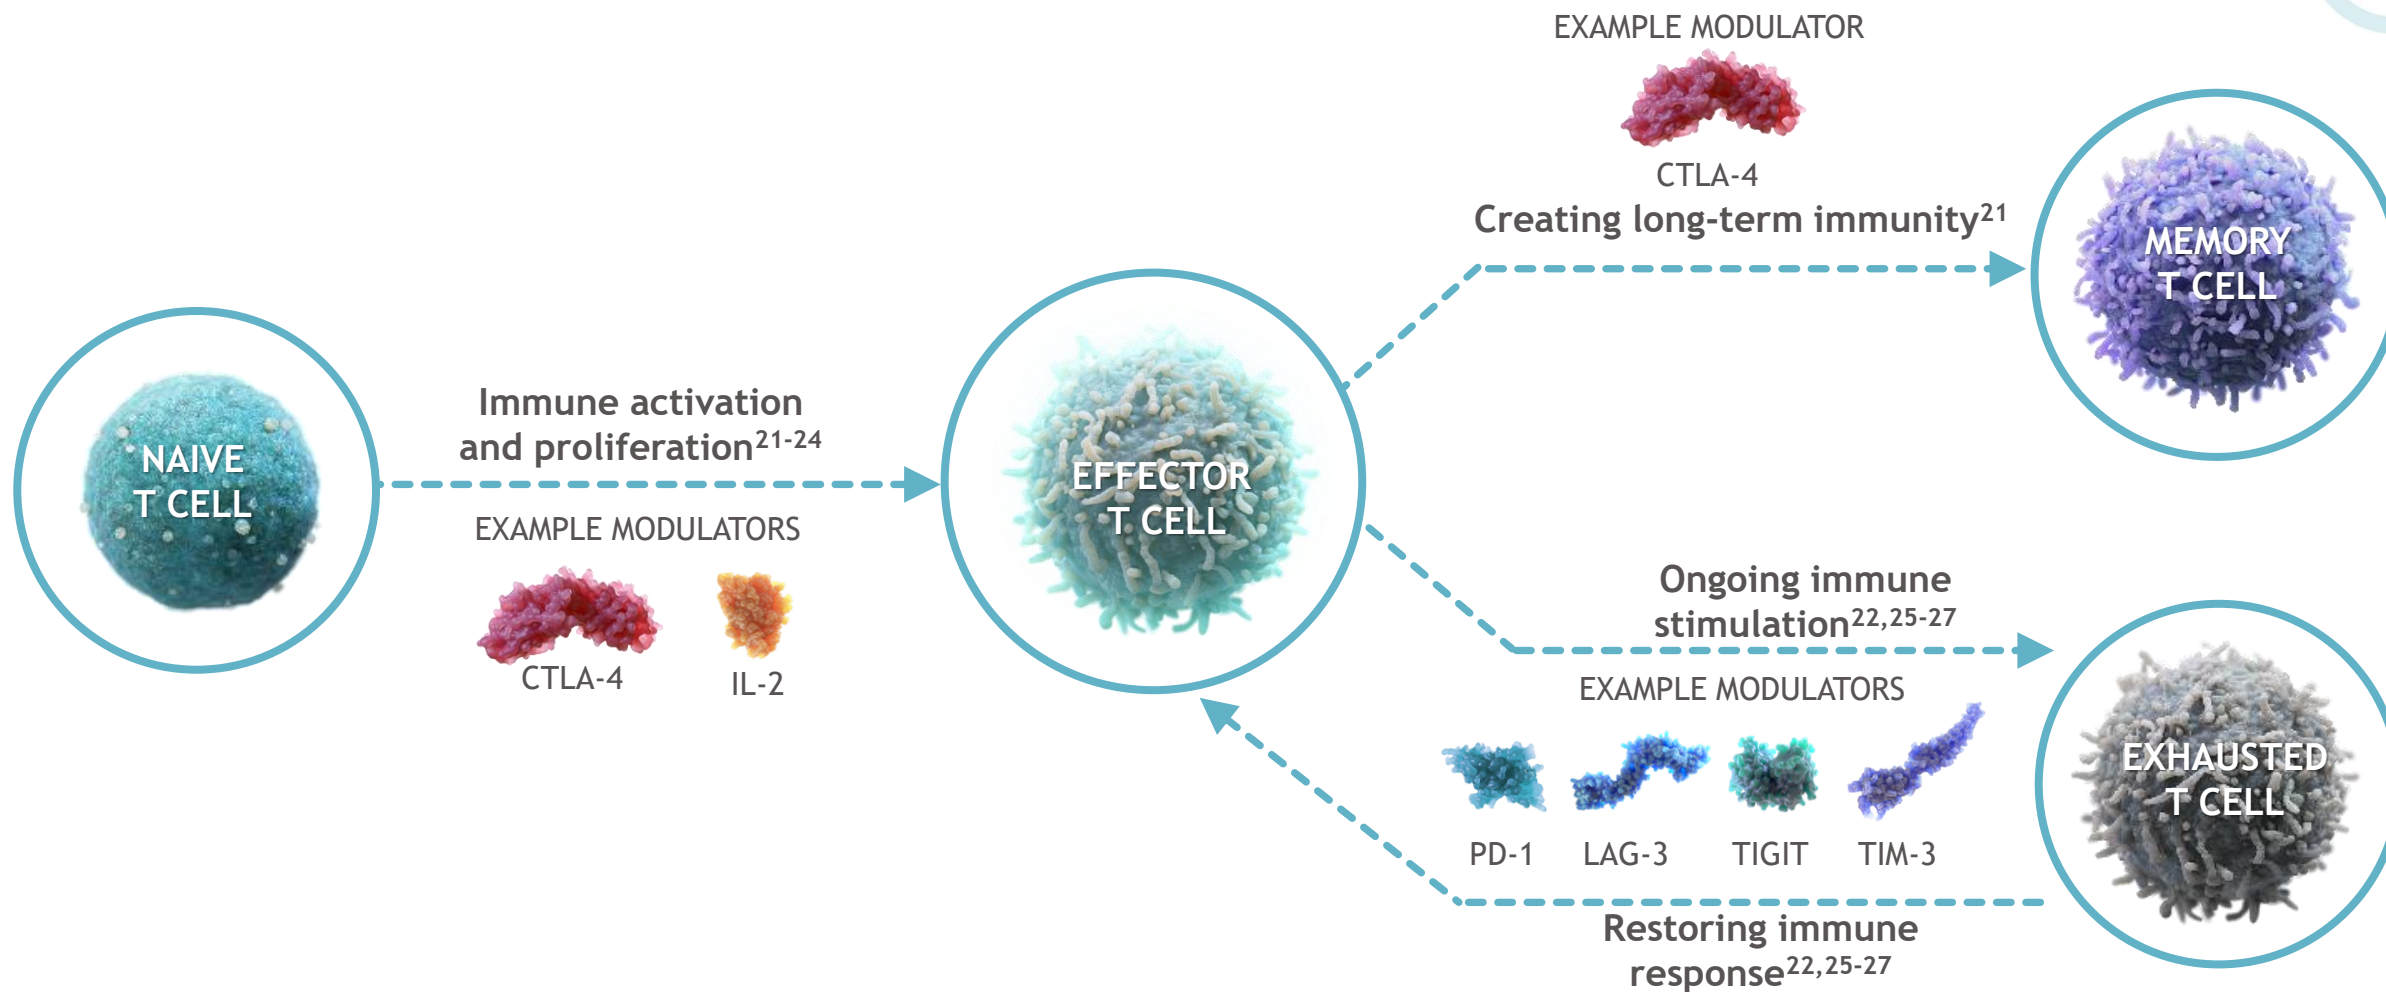 NAIVE
T CELL
Immune activation
and proliferation21-24
EXAMPLE MODULATORS
CTLA-4
IL-2
EFFECTOR
T CELL
EXAMPLE MODULATOR
CTLA-4
Creating long-term immunity21
MEMORY
T CELL
Ongoing immune
stimulation22,25-27
EXAMPLE MODULATORS
PD-1
LAG-3
TIGIT
TIM-3
EXHAUSTED
T CELL
Restoring immune
response22,25-27